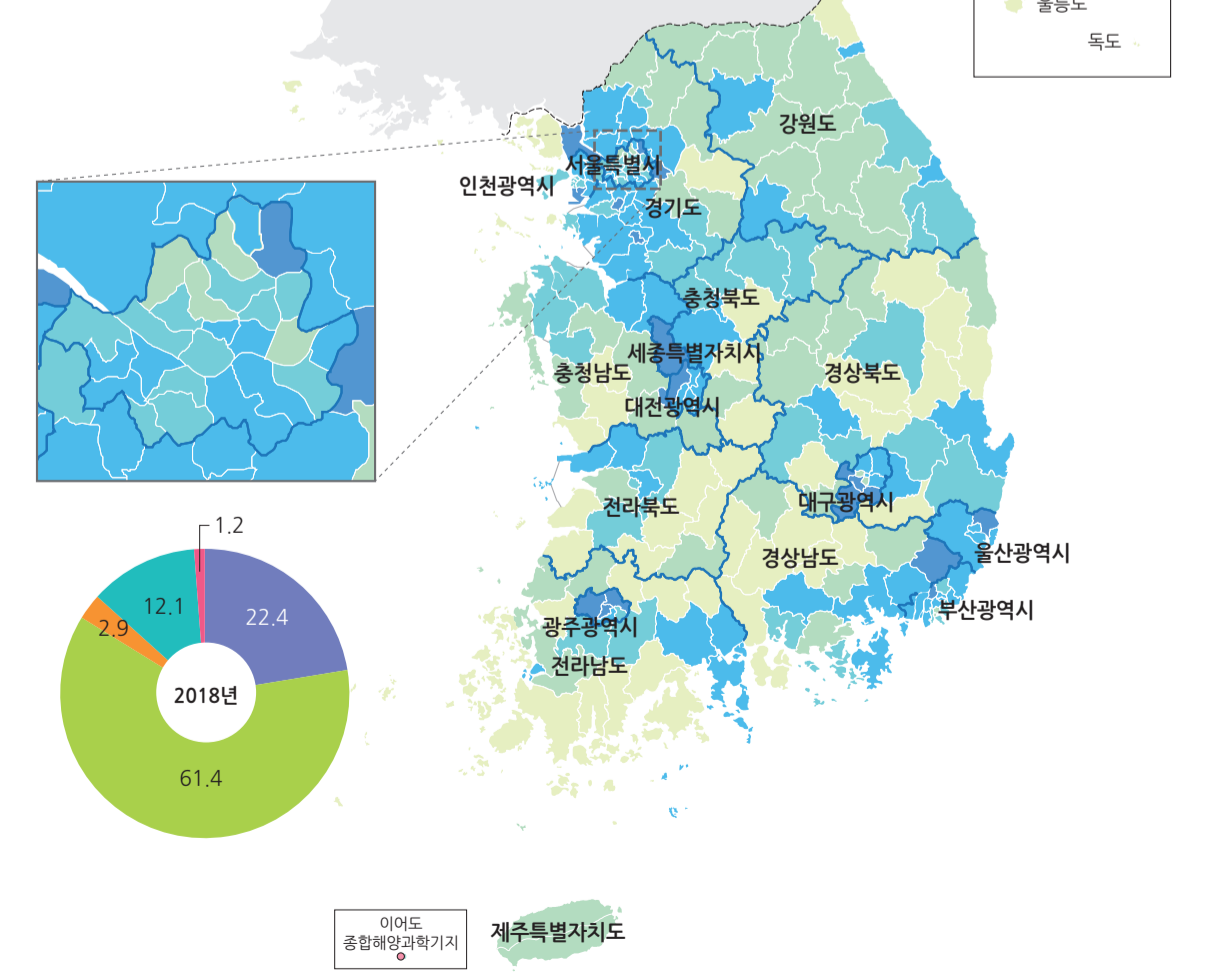 울릉도
독도
강원도
서울특별시
인천광역시
경기도
충청북도
세종특별자치시
충청남도
경상북도
대전광역시
전라북도
대구광역시
경상남도
울산광역시
부산광역시
광주광역시
전라남도
1.2
12.1
22.4
2.9
2018년
61.4
이어도
종합해양과학기지
제주특별자치도